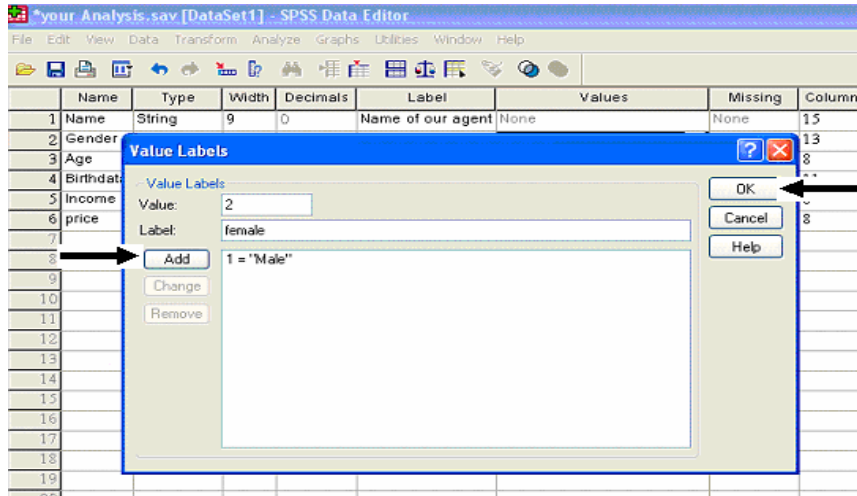 *your Analysis.sav [DataSet1] - SPSS Data Editor
File Edit View Data Transform Analyze Graphs Utilities Window Help
Name Type Width Decimals Label Values Missing Column
1 Name String 9 0 Name of our agent None None 15
2 Gender 13
3 Age 8
4 Birthdat
5 Income
6 price 8
7
8
9
10
11
12
13
14
15
16
17
18
19
Value Labels
Value Labels
Value: 2
Label: female
Add
Change
Remove
1 = "Male"
OK
Cancel
Help